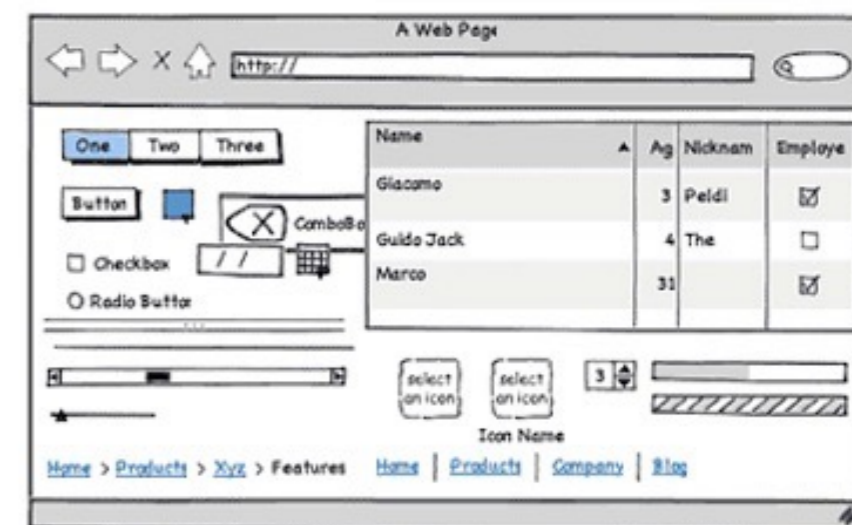 A Web Page
http://
One Two Three
Name Ag Nicknam Employe
Giacomo 3 Peldi
Button
ComboBo
Guido Jack 4 The
Checkbox / /
Marco 31
Radio Button
select an icon
select an icon
3
Icon Name
Home > Products > Xyz > Features
Home | Products | Company | Blog